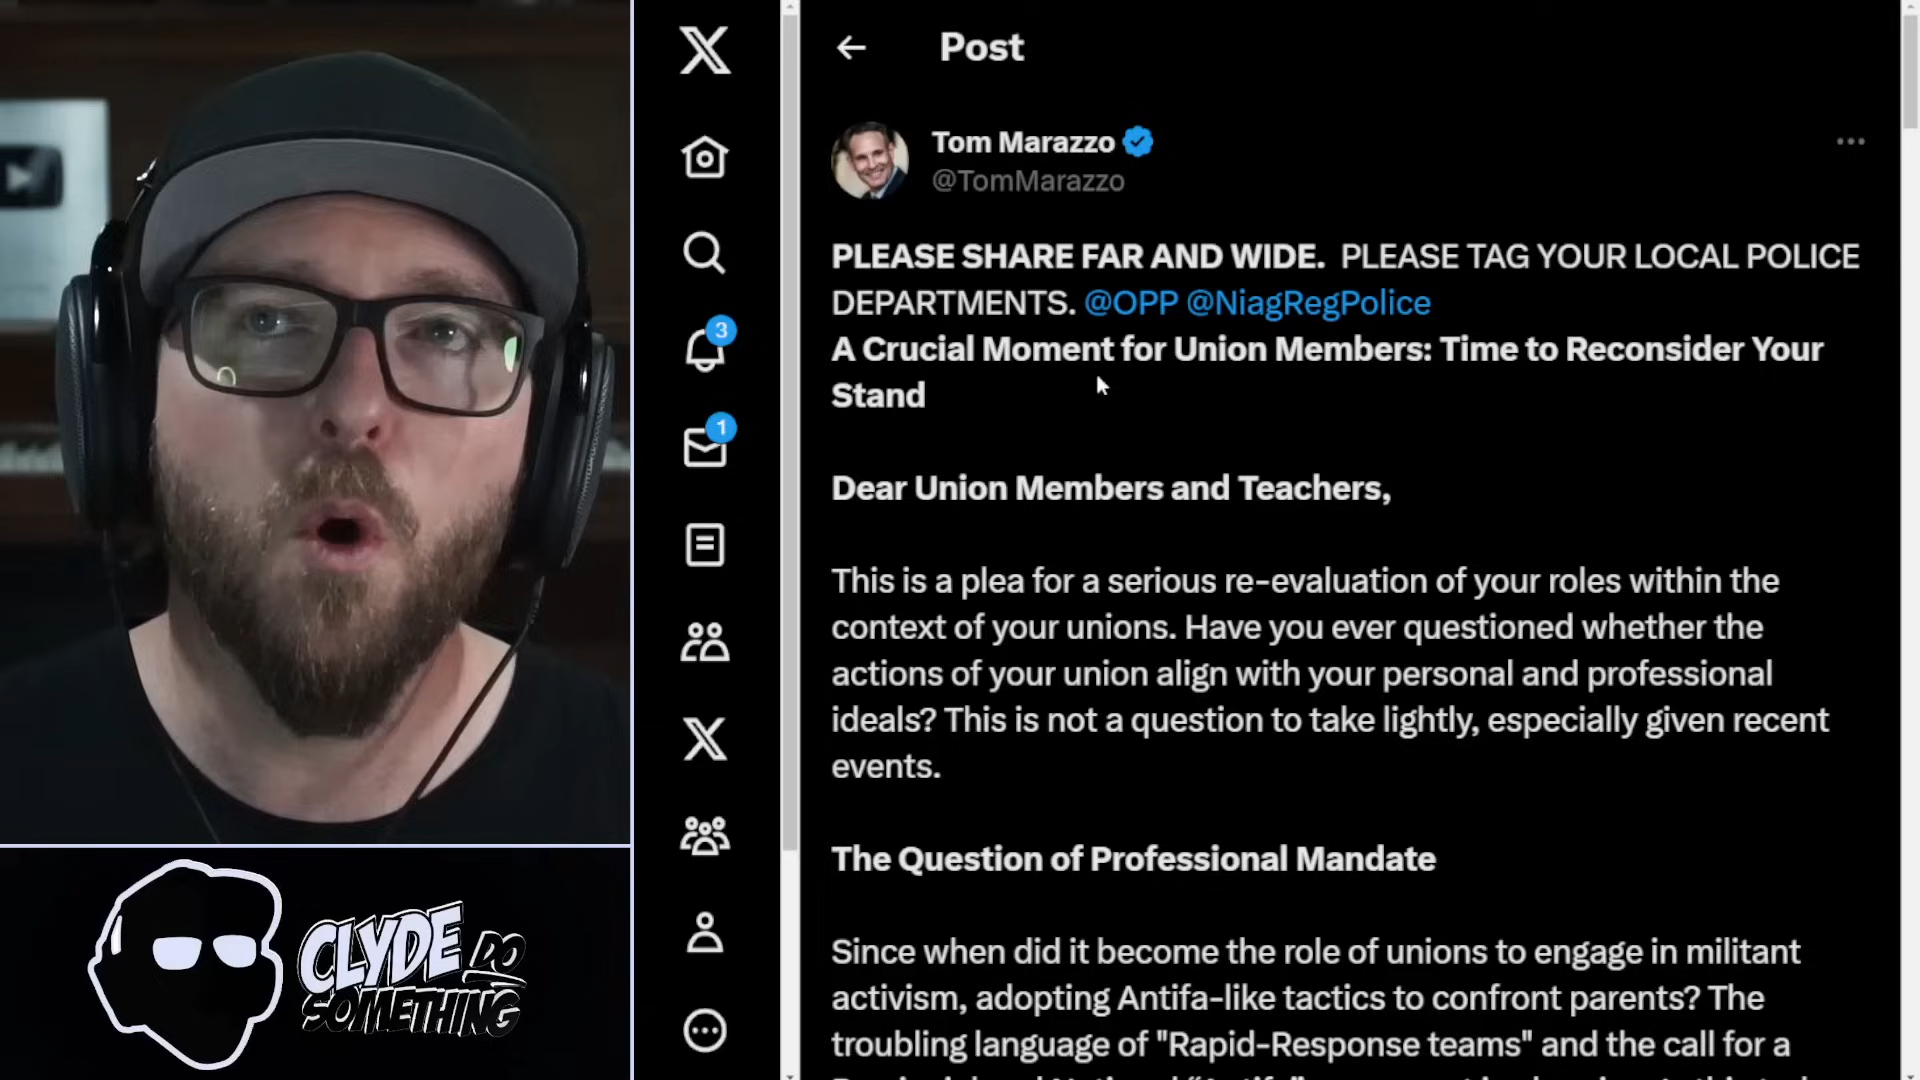 Post
Tom Marazzo
@TomMarazzo
PLEASE SHARE FAR AND WIDE. PLEASE TAG YOUR LOCAL POLICE
DEPARTMENTS. @OPP @NiagRegPolice
A Crucial Moment for Union Members: Time to Reconsider Your
Stand
Dear Union Members and Teachers,
This is a plea for a serious re-evaluation of your roles within the
context of your unions. Have you ever questioned whether the
actions of your union align with your personal and professional
ideals? This is not a question to take lightly, especially given recent
events.
The Question of Professional Mandate
Since when did it become the role of unions to engage in militant
activism, adopting Antifa-like tactics to confront parents? The
troubling language of "Rapid-Response teams" and the call for a
3
1
CLYDE DO
SOMETHING